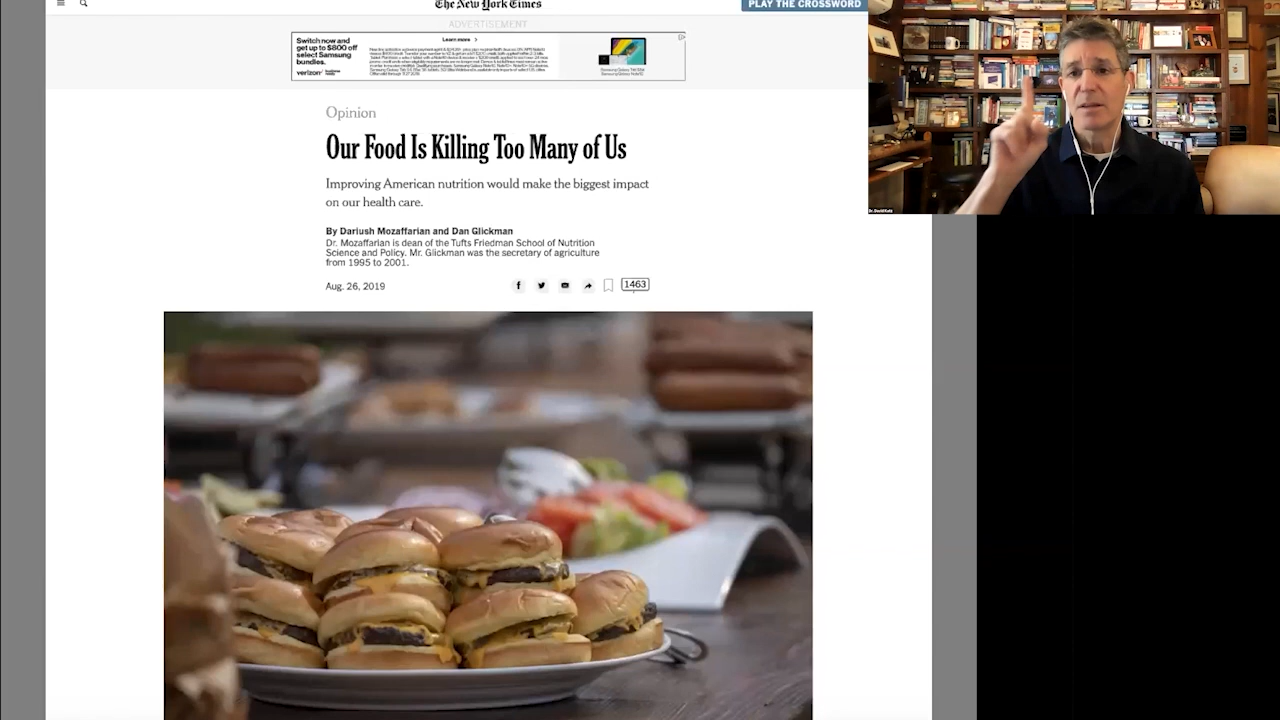 The New York Times
PLAY THE CROSSWORD
ADVERTISEMENT
Switch now and
get up to $800 off
select Samsung
bundles.
verizon
Learn more >
Opinion
Our Food Is Killing Too Many of Us
Improving American nutrition would make the biggest impact
on our health care.
By Dariush Mozaffarian and Dan Glickman
Dr. Mozaffarian is dean of the Tufts Friedman School of Nutrition
Science and Policy. Mr. Glickman was the secretary of agriculture
from 1995 to 2001.
Aug. 26, 2019
1463
Dr. David Katz